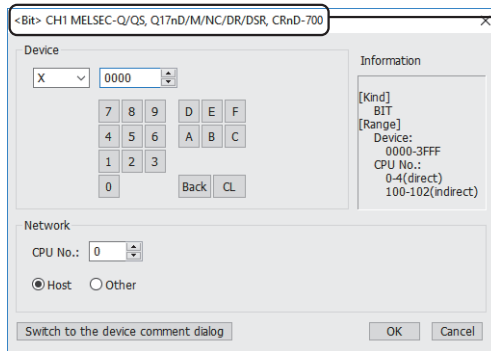 <Bit> CH1 MELSEC-Q/QS, Q17nD/M/NC/DR/DSR, CRnD-700
Device
X 0000
7 8 9 D E F
4 5 6 A B C
1 2 3
0 Back CL
Information
[Kind]
BIT
[Range]
Device:
0000-3FFF
CPU No.:
0-4(direct)
100-102(indirect)
Network
CPU No.: 0
Host Other
Switch to the device comment dialog OK Cancel